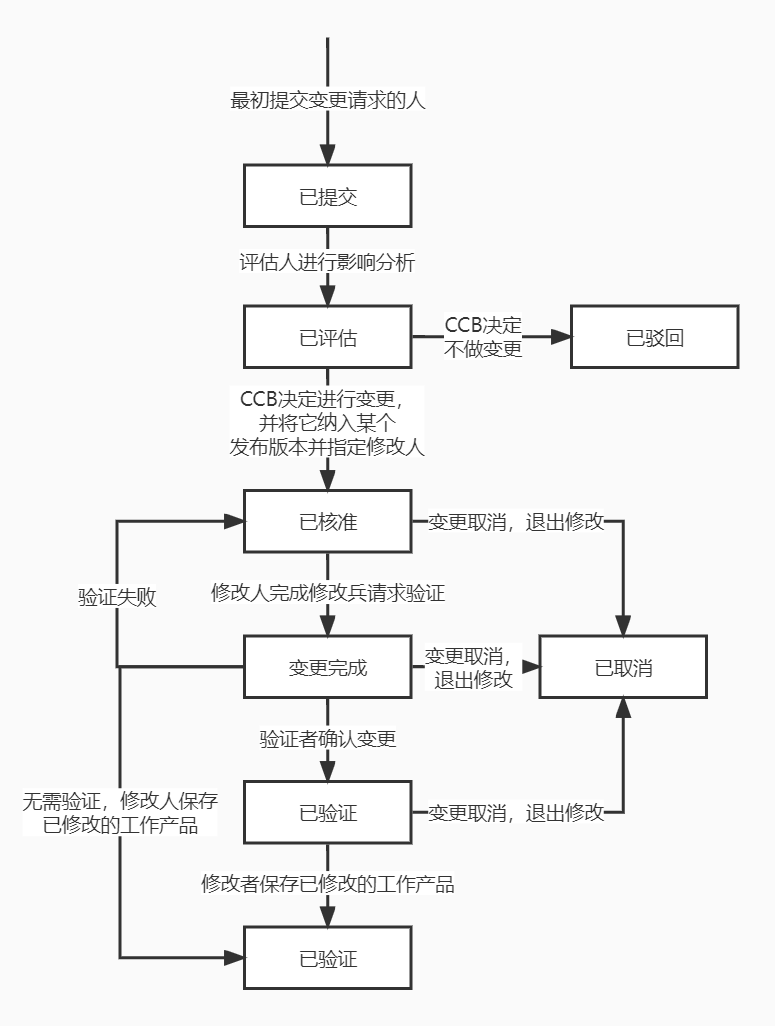 最初提交变更请求的人
已提交
评估人进行影响分析
已评估
CCB决定
不做变更
已驳回
CCB决定进行变更，
并将它纳入某个
发布版本并指定修改人
已核准
变更取消，退出修改
验证失败
修改人完成修改兵请求验证
变更完成
变更取消，
退出修改
已取消
验证者确认变更
无需验证，修改人保存
已修改的工作产品
已验证
变更取消，退出修改
修改者保存已修改的工作产品
已验证